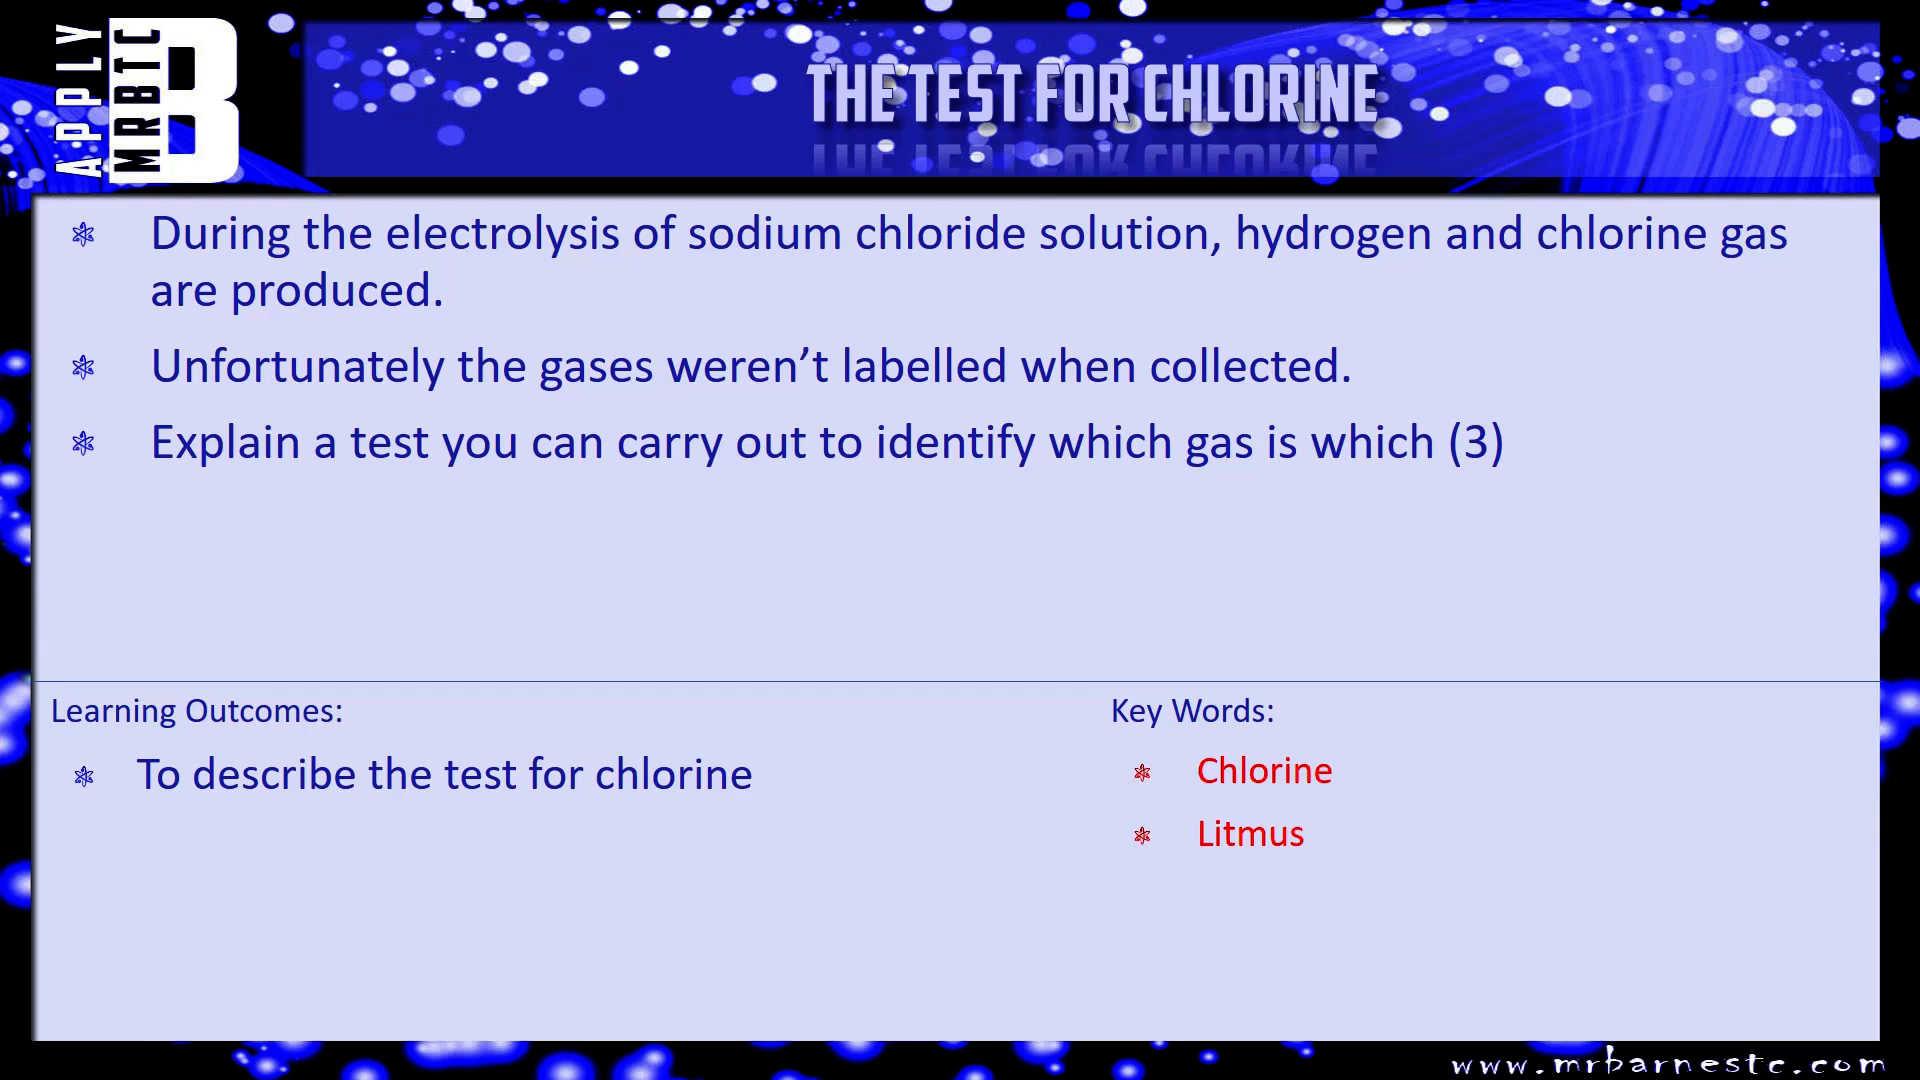 APPLY
MRBTC
B
THE TEST FOR CHLORINE
During the electrolysis of sodium chloride solution, hydrogen and chlorine gas
are produced.
Unfortunately the gases weren’t labelled when collected.
Explain a test you can carry out to identify which gas is which (3)
Learning Outcomes:
To describe the test for chlorine
Key Words:
Chlorine
Litmus
www.mrbarnestc.com